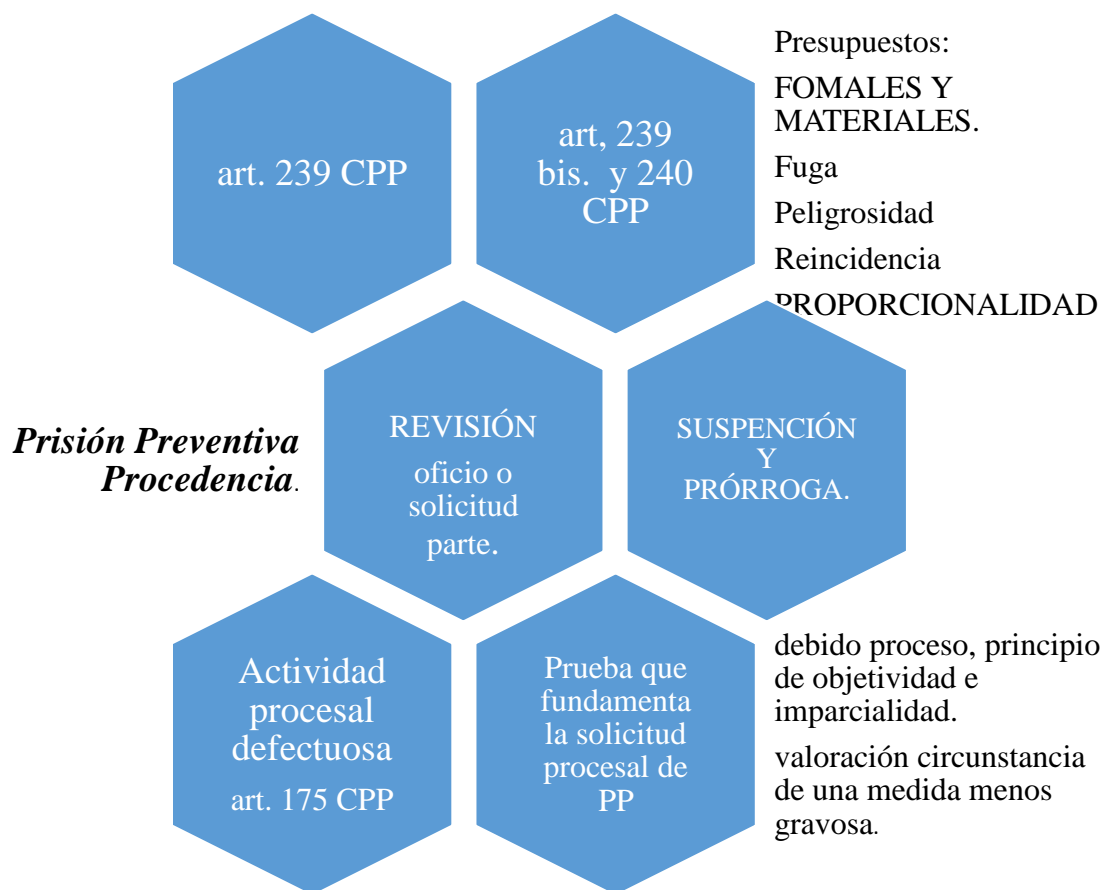 art. 239 CPP
art, 239
bis.  y 240
CPP
Presupuestos:
FOMALES Y
MATERIALES.
Fuga
Peligrosidad
Reincidencia
PROPORCIONALIDAD
Prisión Preventiva
Procedencia.
REVISIÓN
oficio o
solicitud
parte.
SUSPENCIÓN
Y
PRÓRROGA.
Actividad
procesal
defectuosa
art. 175 CPP
Prueba que
fundamenta
la solicitud
procesal de
PP
debido proceso, principio
de objetividad e
imparcialidad.
valoración circunstancia
de una medida menos
gravosa.